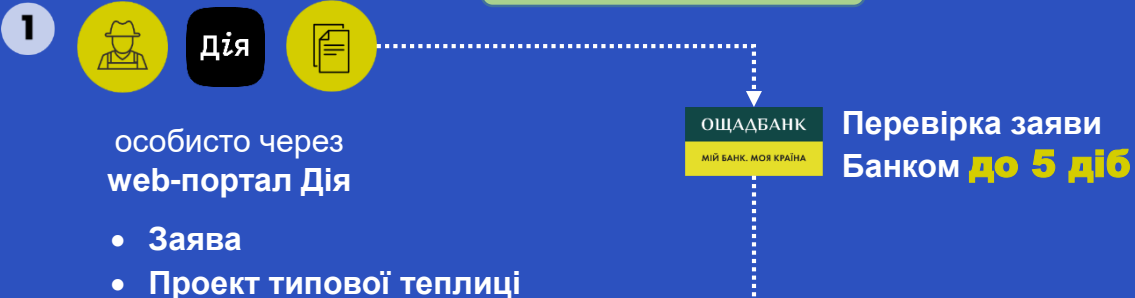 1
Дія
особисто через
web-портал Дія
• Заява
• Проект типової теплиці
ОЩАДБАНК
МІЙ БАНК. МОЯ КРАЇНА
Перевірка заяви
Банком до 5 діб